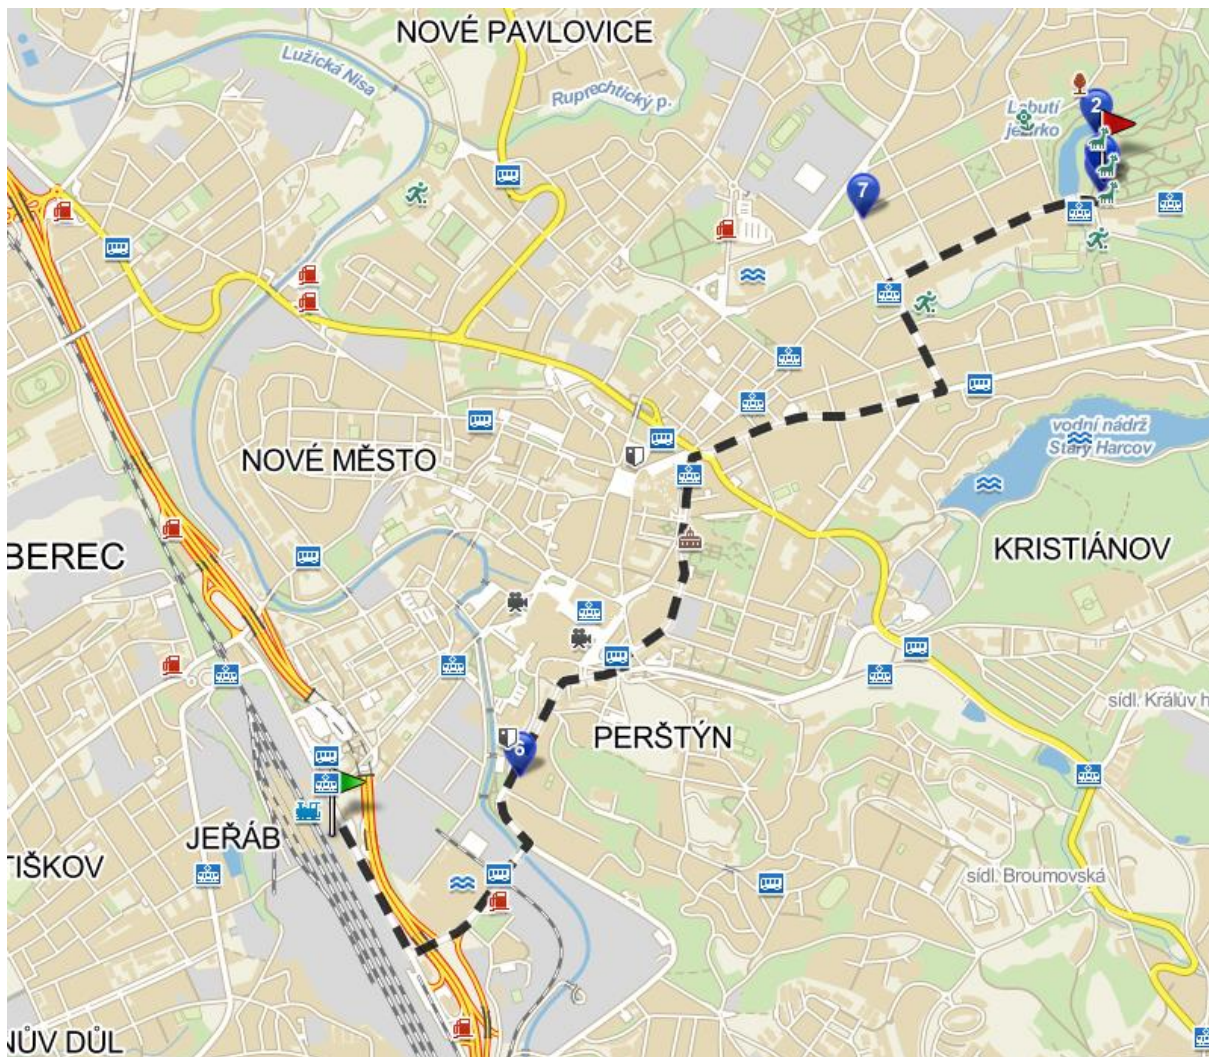 NOVÉ PAVLOVICE
Lužická Nisa
Ruprechtický p.
2
Labutí
jezírko
7
vodní nádrž
Starý Harcov
NOVÉ MĚSTO
BEREC
KRISTIÁNOV
sídl. Králův h
PERŠTÝN
6
JEŘÁB
TIŠKOV
sídl. Broumovská
NŮV DŮL